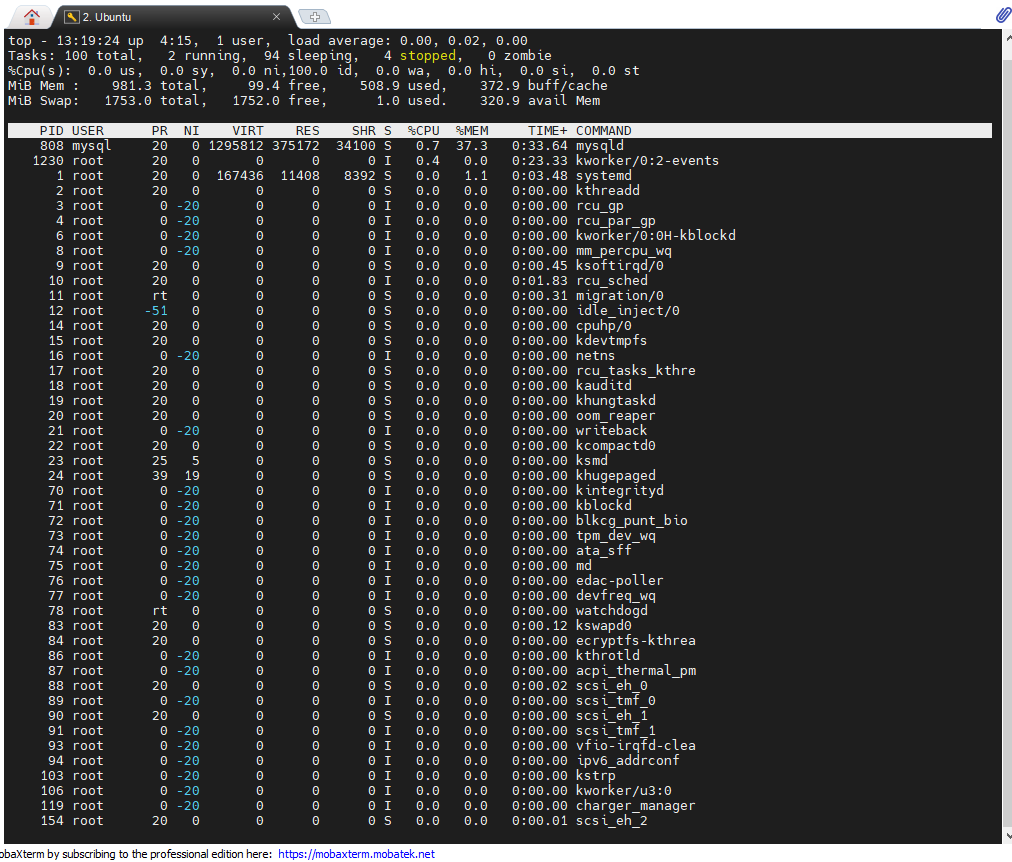 2. Ubuntu
top - 13:19:24 up  4:15,  1 user,  load average: 0.00, 0.02, 0.00
Tasks: 100 total,   2 running,  94 sleeping,   4 stopped,   0 zombie
%Cpu(s):  0.0 us,  0.0 sy,  0.0 ni,100.0 id,  0.0 wa,  0.0 hi,  0.0 si,  0.0 st
MiB Mem :    981.3 total,     99.4 free,    508.9 used,    372.9 buff/cache
MiB Swap:   1753.0 total,   1752.0 free,      1.0 used.    320.9 avail Mem
PID USER PR NI VIRT RES SHR S %CPU %MEM TIME+ COMMAND
808 mysql 20 0 1295812 375172 34100 S 0.7 37.3 0:33.64 mysqld
1230 root 20 0 0 0 0 I 0.4 0.0 0:23.33 kworker/0:2-events
1 root 20 0 167436 11408 8392 S 0.0 1.1 0:03.48 systemd
2 root 20 0 0 0 0 S 0.0 0.0 0:00.00 kthreadd
3 root 0 -20 0 0 0 I 0.0 0.0 0:00.00 rcu_gp
4 root 0 -20 0 0 0 I 0.0 0.0 0:00.00 rcu_par_gp
6 root 0 -20 0 0 0 I 0.0 0.0 0:00.00 kworker/0:0H-kblockd
8 root 0 -20 0 0 0 I 0.0 0.0 0:00.00 mm_percpu_wq
9 root 20 0 0 0 0 S 0.0 0.0 0:00.45 ksoftirqd/0
10 root 20 0 0 0 0 I 0.0 0.0 0:01.83 rcu_sched
11 root rt 0 0 0 0 S 0.0 0.0 0:00.31 migration/0
12 root -51 0 0 0 0 S 0.0 0.0 0:00.00 idle_inject/0
14 root 20 0 0 0 0 S 0.0 0.0 0:00.00 cpuhp/0
15 root 20 0 0 0 0 S 0.0 0.0 0:00.00 kdevtmpfs
16 root 0 -20 0 0 0 I 0.0 0.0 0:00.00 netns
17 root 20 0 0 0 0 S 0.0 0.0 0:00.00 rcu_tasks_kthre
18 root 20 0 0 0 0 S 0.0 0.0 0:00.00 kauditd
19 root 20 0 0 0 0 S 0.0 0.0 0:00.00 khungtaskd
20 root 20 0 0 0 0 S 0.0 0.0 0:00.00 oom_reaper
21 root 0 -20 0 0 0 I 0.0 0.0 0:00.00 writeback
22 root 20 0 0 0 0 S 0.0 0.0 0:00.00 kcompactd0
23 root 25 5 0 0 0 S 0.0 0.0 0:00.00 ksmd
24 root 39 19 0 0 0 S 0.0 0.0 0:00.00 khugepaged
70 root 0 -20 0 0 0 I 0.0 0.0 0:00.00 kintegrityd
71 root 0 -20 0 0 0 I 0.0 0.0 0:00.00 kblockd
72 root 0 -20 0 0 0 I 0.0 0.0 0:00.00 blkcg_punt_bio
73 root 0 -20 0 0 0 I 0.0 0.0 0:00.00 tpm_dev_wq
74 root 0 -20 0 0 0 I 0.0 0.0 0:00.00 ata_sff
75 root 0 -20 0 0 0 I 0.0 0.0 0:00.00 md
76 root 0 -20 0 0 0 I 0.0 0.0 0:00.00 edac-poller
77 root 0 -20 0 0 0 I 0.0 0.0 0:00.00 devfreq_wq
78 root rt 0 0 0 0 S 0.0 0.0 0:00.00 watchdogd
83 root 20 0 0 0 0 S 0.0 0.0 0:00.12 kswapd0
84 root 20 0 0 0 0 S 0.0 0.0 0:00.00 ecryptfs-kthrea
86 root 0 -20 0 0 0 I 0.0 0.0 0:00.00 kthrotld
87 root 0 -20 0 0 0 I 0.0 0.0 0:00.00 acpi_thermal_pm
88 root 20 0 0 0 0 S 0.0 0.0 0:00.02 scsi_eh_0
89 root 0 -20 0 0 0 I 0.0 0.0 0:00.00 scsi_tmf_0
90 root 20 0 0 0 0 S 0.0 0.0 0:00.00 scsi_eh_1
91 root 0 -20 0 0 0 I 0.0 0.0 0:00.00 scsi_tmf_1
93 root 0 -20 0 0 0 I 0.0 0.0 0:00.00 vfio-irqfd-clea
94 root 0 -20 0 0 0 I 0.0 0.0 0:00.00 ipv6_addrconf
103 root 0 -20 0 0 0 I 0.0 0.0 0:00.00 kstrp
106 root 0 -20 0 0 0 I 0.0 0.0 0:00.00 kworker/u3:0
119 root 0 -20 0 0 0 I 0.0 0.0 0:00.00 charger_manager
154 root 20 0 0 0 0 S 0.0 0.0 0:00.01 scsi_eh_2
obaXterm by subscribing to the professional edition here: https://mobaxterm.mobatek.net